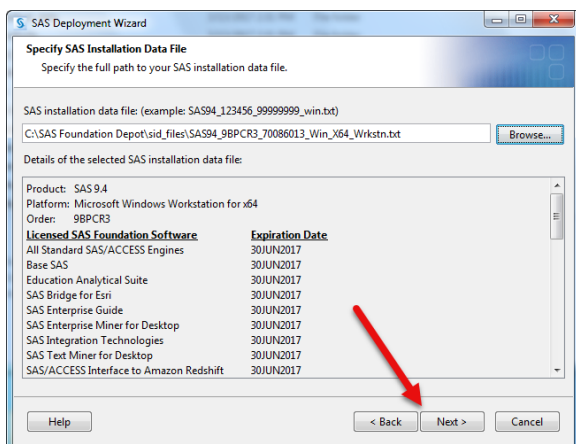 SAS Deployment Wizard
Specify SAS Installation Data File
Specify the full path to your SAS installation data file.
SAS installation data file: (example: SAS94_123456_99999999_win.txt)
C:\SAS Foundation Depot\sid_files\SAS94_9BPCR3_70086013_Win_X64_Wrkstn.txt Browse...
Details of the selected SAS installation data file:
Product: SAS 9.4
Platform: Microsoft Windows Workstation for x64
Order: 9BPCR3
Licensed SAS Foundation Software Expiration Date
All Standard SAS/ACCESS Engines 30JUN2017
Base SAS 30JUN2017
Education Analytical Suite 30JUN2017
SAS Bridge for Esri 30JUN2017
SAS Enterprise Guide 30JUN2017
SAS Enterprise Miner for Desktop 30JUN2017
SAS Integration Technologies 30JUN2017
SAS Text Miner for Desktop 30JUN2017
SAS/ACCESS Interface to Amazon Redshift 30JUN2017
Help < Back Next > Cancel